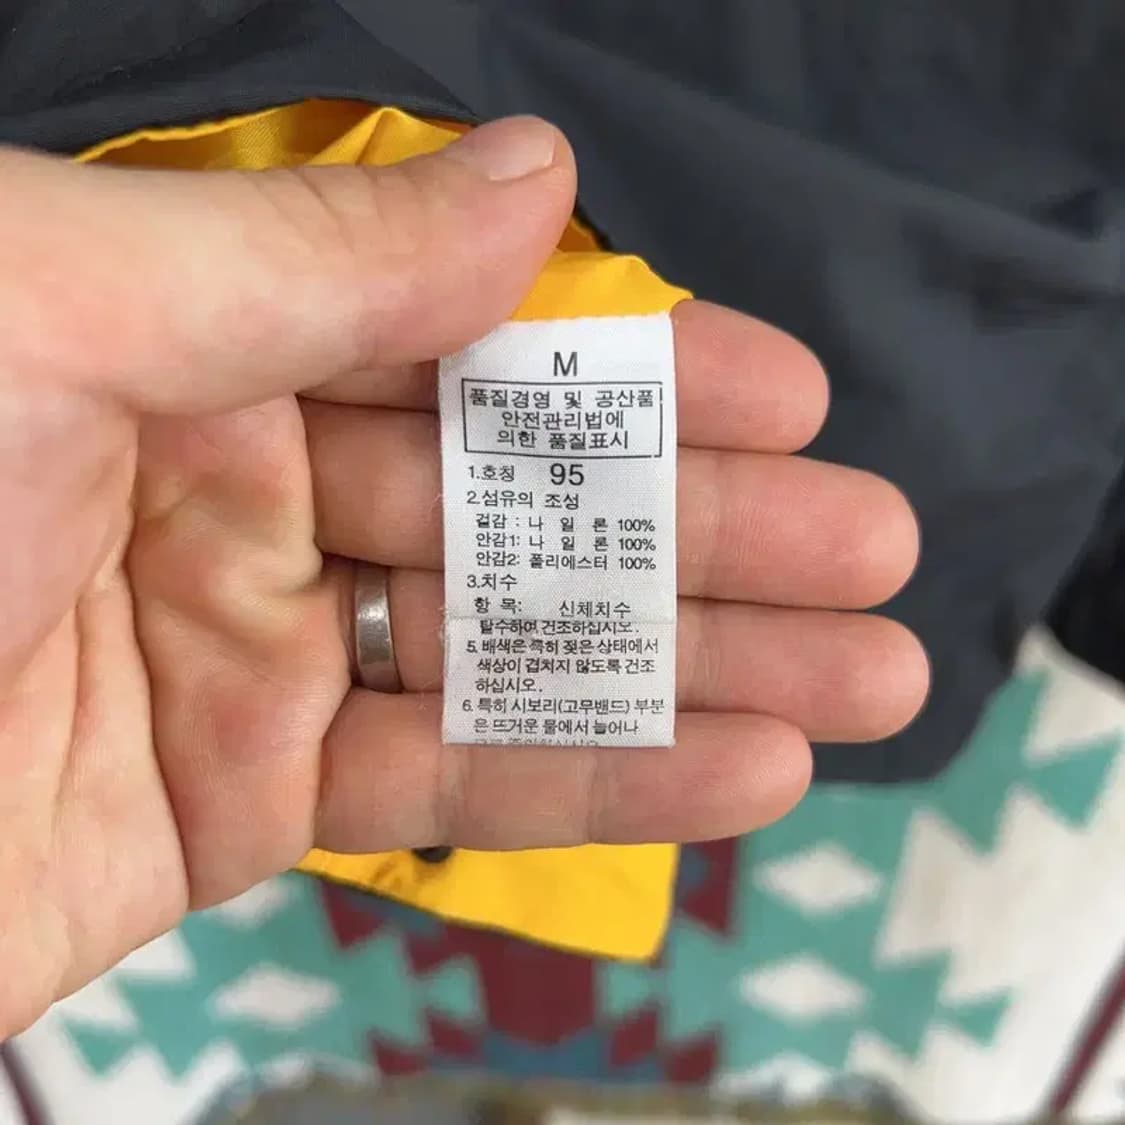 M
품질경영 및 공산품
안전관리법에
의한 품질표시
1.호칭 95
2.섬유의 조성
겉감 : 나 일 론 100%
안감1: 나 일 론 100%
안감2: 폴리에스터 100%
3.치수
항 목: 신체치수
탈수하여 건조하십시오.
5. 배색은 특히 젖은 상태에서
색상이 겹치지 않도록 건조
하십시오.
6. 특히 시보리(고무밴드) 부분
은 뜨거운 물에서 늘어나